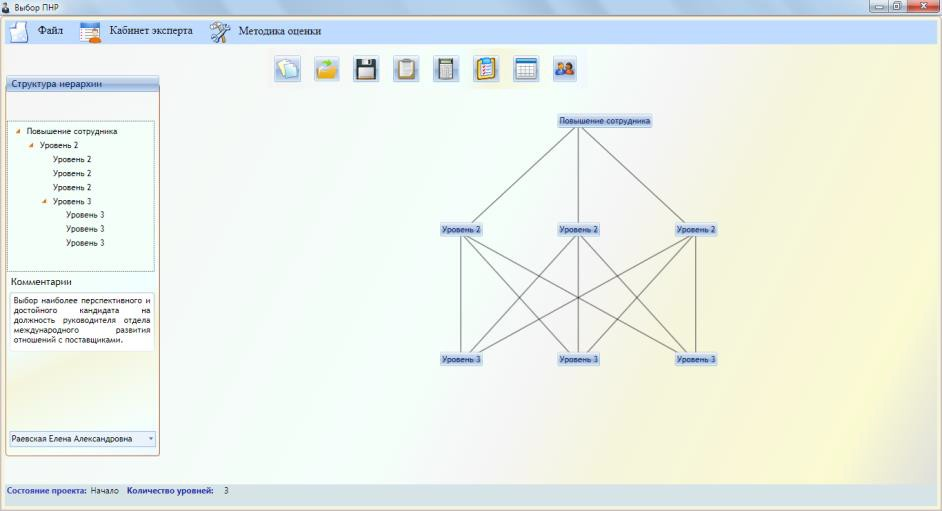 Выбор ПНР
Файл Кабинет эксперта Методика оценки
Структура иерархии
Повышение сотрудника
Уровень 2
Уровень 2
Уровень 2
Уровень 2
Уровень 3
Уровень 3
Уровень 3
Уровень 3
Комментарии
Выбор наиболее перспективного и
достойного кандидата на
должность руководителя отдела
международного развития
отношений с поставщиками.
Раевская Елена Александровна
Повышение сотрудника
Уровень 2 Уровень 2 Уровень 2
Уровень 3 Уровень 3 Уровень 3
Состояние проекта: Начало Количество уровней: 3